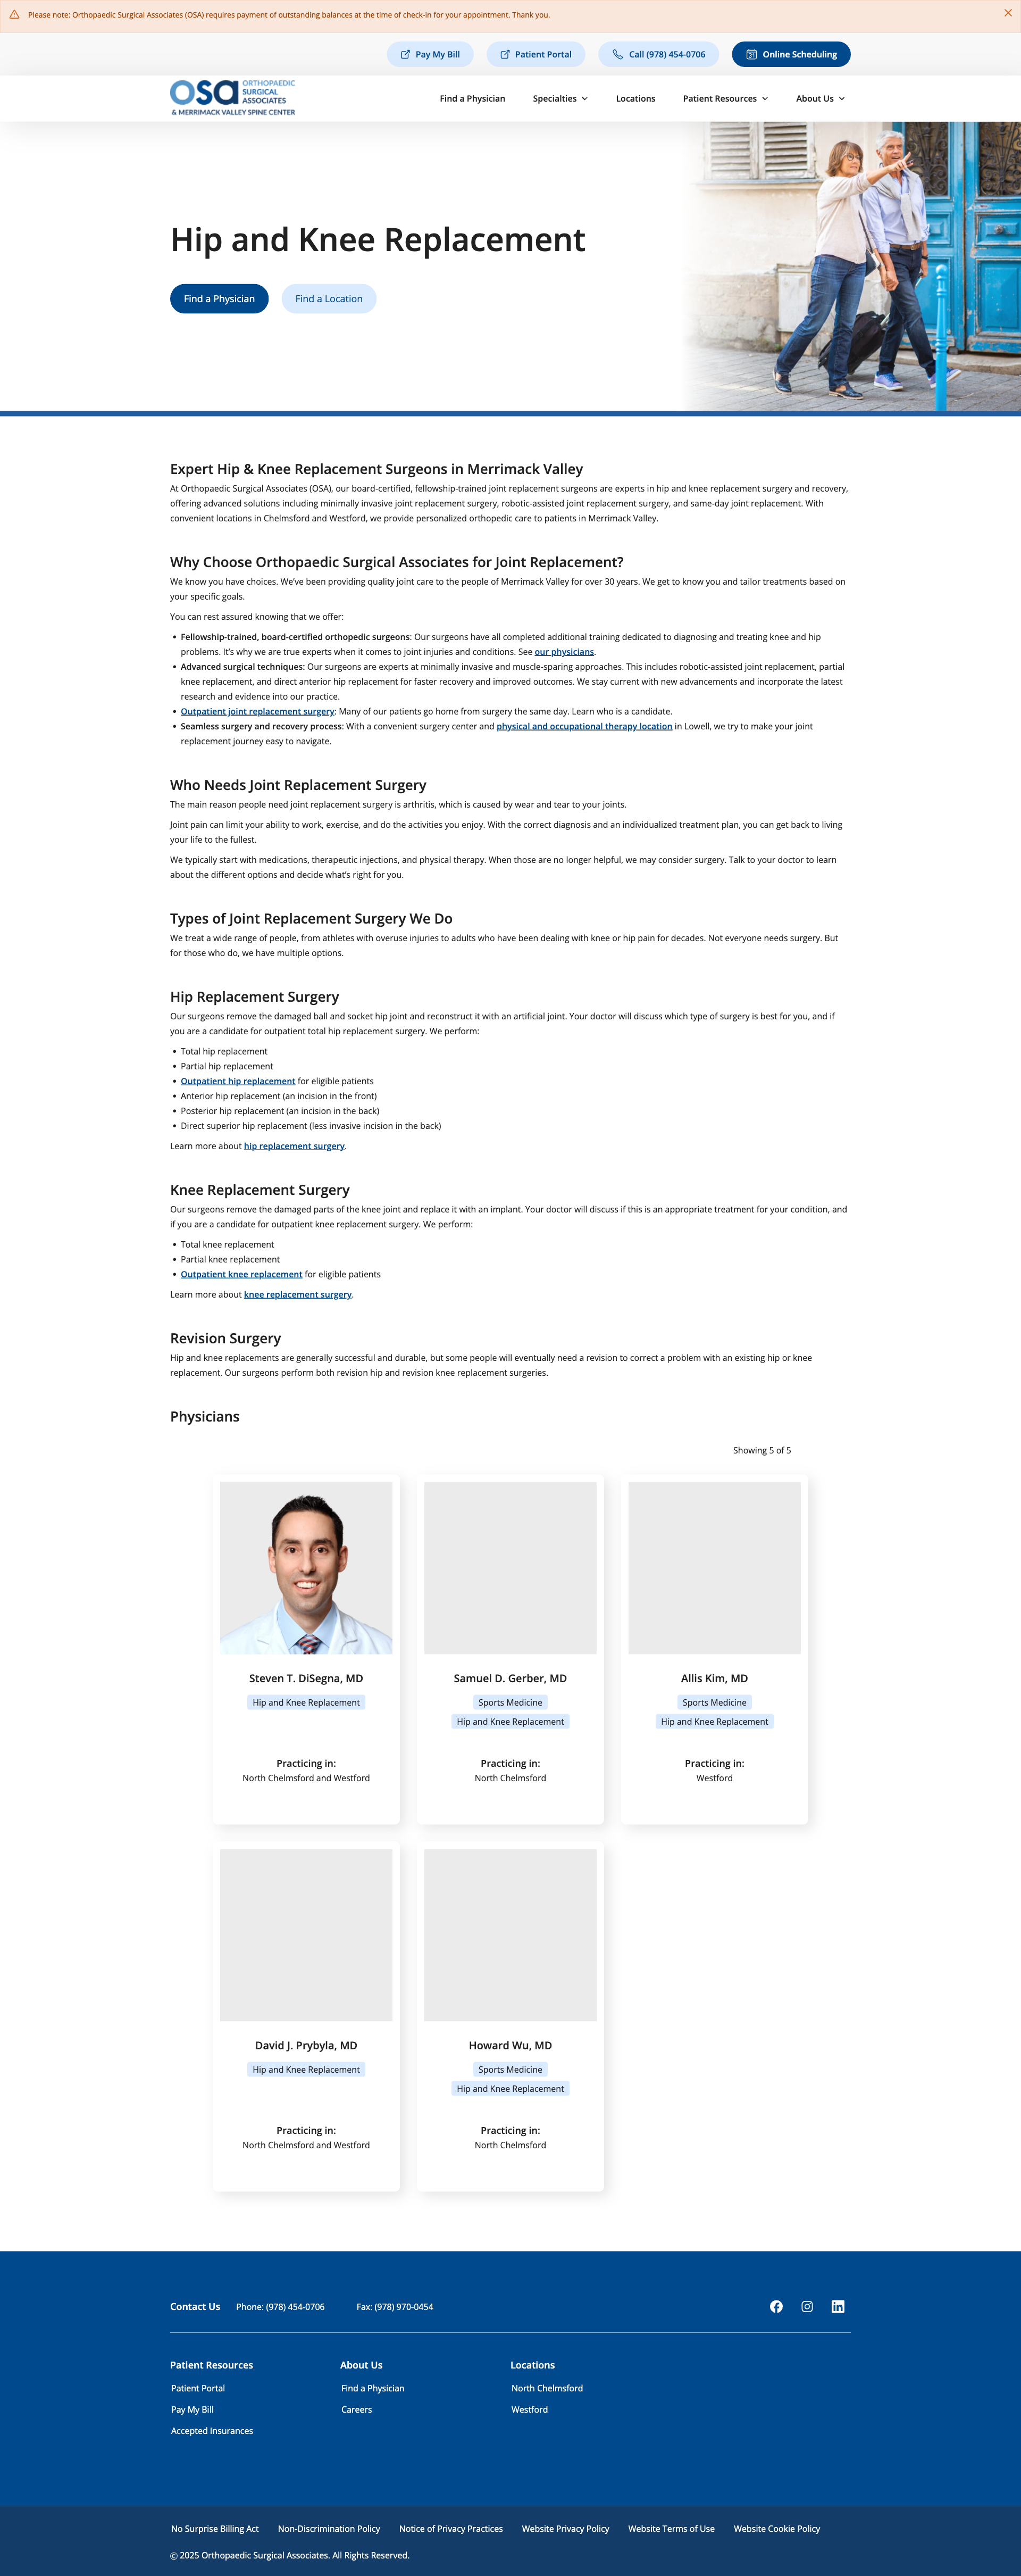 Please note: Orthopaedic Surgical Associates (OSA) requires payment of outstanding balances at the time of check-in for your appointment. Thank you.
Pay My Bill
Patient Portal
Call (978) 454-0706
Online Scheduling
osa ORTHOPAEDIC
SURGICAL
ASSOCIATES
& MERRIMACK VALLEY SPINE CENTER
Find a Physician
Specialties
Locations
Patient Resources
About Us
Hip and Knee Replacement
Find a Physician
Find a Location
Expert Hip & Knee Replacement Surgeons in Merrimack Valley
At Orthopaedic Surgical Associates (OSA), our board-certified, fellowship-trained joint replacement surgeons are experts in hip and knee replacement surgery and recovery,
offering advanced solutions including minimally invasive joint replacement surgery, robotic-assisted joint replacement surgery, and same-day joint replacement. With
convenient locations in Chelmsford and Westford, we provide personalized orthopedic care to patients in Merrimack Valley.
Why Choose Orthopaedic Surgical Associates for Joint Replacement?
We know you have choices. We've been providing quality joint care to the people of Merrimack Valley for over 30 years. We get to know you and tailor treatments based on
your specific goals.
You can rest assured knowing that we offer:
• Fellowship-trained, board-certified orthopedic surgeons: Our surgeons have all completed additional training dedicated to diagnosing and treating knee and hip
problems. It's why we are true experts when it comes to joint injuries and conditions. See our physicians.
• Advanced surgical techniques: Our surgeons are experts at minimally invasive and muscle-sparing approaches. This includes robotic-assisted joint replacement, partial
knee replacement, and direct anterior hip replacement for faster recovery and improved outcomes. We stay current with new advancements and incorporate the latest
research and evidence into our practice.
• Outpatient joint replacement surgery: Many of our patients go home from surgery the same day. Learn who is a candidate.
• Seamless surgery and recovery process: With a convenient surgery center and physical and occupational therapy location in Lowell, we try to make your joint
replacement journey easy to navigate.
Who Needs Joint Replacement Surgery
The main reason people need joint replacement surgery is arthritis, which is caused by wear and tear to your joints.
Joint pain can limit your ability to work, exercise, and do the activities you enjoy. With the correct diagnosis and an individualized treatment plan, you can get back to living
your life to the fullest.
We typically start with medications, therapeutic injections, and physical therapy. When those are no longer helpful, we may consider surgery. Talk to your doctor to learn
about the different options and decide what's right for you.
Types of Joint Replacement Surgery We Do
We treat a wide range of people, from athletes with overuse injuries to adults who have been dealing with knee or hip pain for decades. Not everyone needs surgery. But
for those who do, we have multiple options.
Hip Replacement Surgery
Our surgeons remove the damaged ball and socket hip joint and reconstruct it with an artificial joint. Your doctor will discuss which type of surgery is best for you, and if
you are a candidate for outpatient total hip replacement surgery. We perform:
• Total hip replacement
• Partial hip replacement
• Outpatient hip replacement for eligible patients
• Anterior hip replacement (an incision in the front)
• Posterior hip replacement (an incision in the back)
• Direct superior hip replacement (less invasive incision in the back)
Learn more about hip replacement surgery.
Knee Replacement Surgery
Our surgeons remove the damaged parts of the knee joint and replace it with an implant. Your doctor will discuss if this is an appropriate treatment for your condition, and
if you are a candidate for outpatient knee replacement surgery. We perform:
• Total knee replacement
• Partial knee replacement
• Outpatient knee replacement for eligible patients
Learn more about knee replacement surgery.
Revision Surgery
Hip and knee replacements are generally successful and durable, but some people will eventually need a revision to correct a problem with an existing hip or knee
replacement. Our surgeons perform both revision hip and revision knee replacement surgeries.
Physicians
Showing 5 of 5
Steven T. DiSegna, MD
Hip and Knee Replacement
Practicing in:
North Chelmsford and Westford
Samuel D. Gerber, MD
Sports Medicine
Hip and Knee Replacement
Practicing in:
North Chelmsford
Allis Kim, MD
Sports Medicine
Hip and Knee Replacement
Practicing in:
Westford
David J. Prybyla, MD
Hip and Knee Replacement
Practicing in:
North Chelmsford and Westford
Howard Wu, MD
Sports Medicine
Hip and Knee Replacement
Practicing in:
North Chelmsford
Contact Us
Phone: (978) 454-0706
Fax: (978) 970-0454
Patient Resources
Patient Portal
Pay My Bill
Accepted Insurances
About Us
Find a Physician
Careers
Locations
North Chelmsford
Westford
No Surprise Billing Act
Non-Discrimination Policy
Notice of Privacy Practices
Website Privacy Policy
Website Terms of Use
Website Cookie Policy
© 2025 Orthopaedic Surgical Associates. All Rights Reserved.